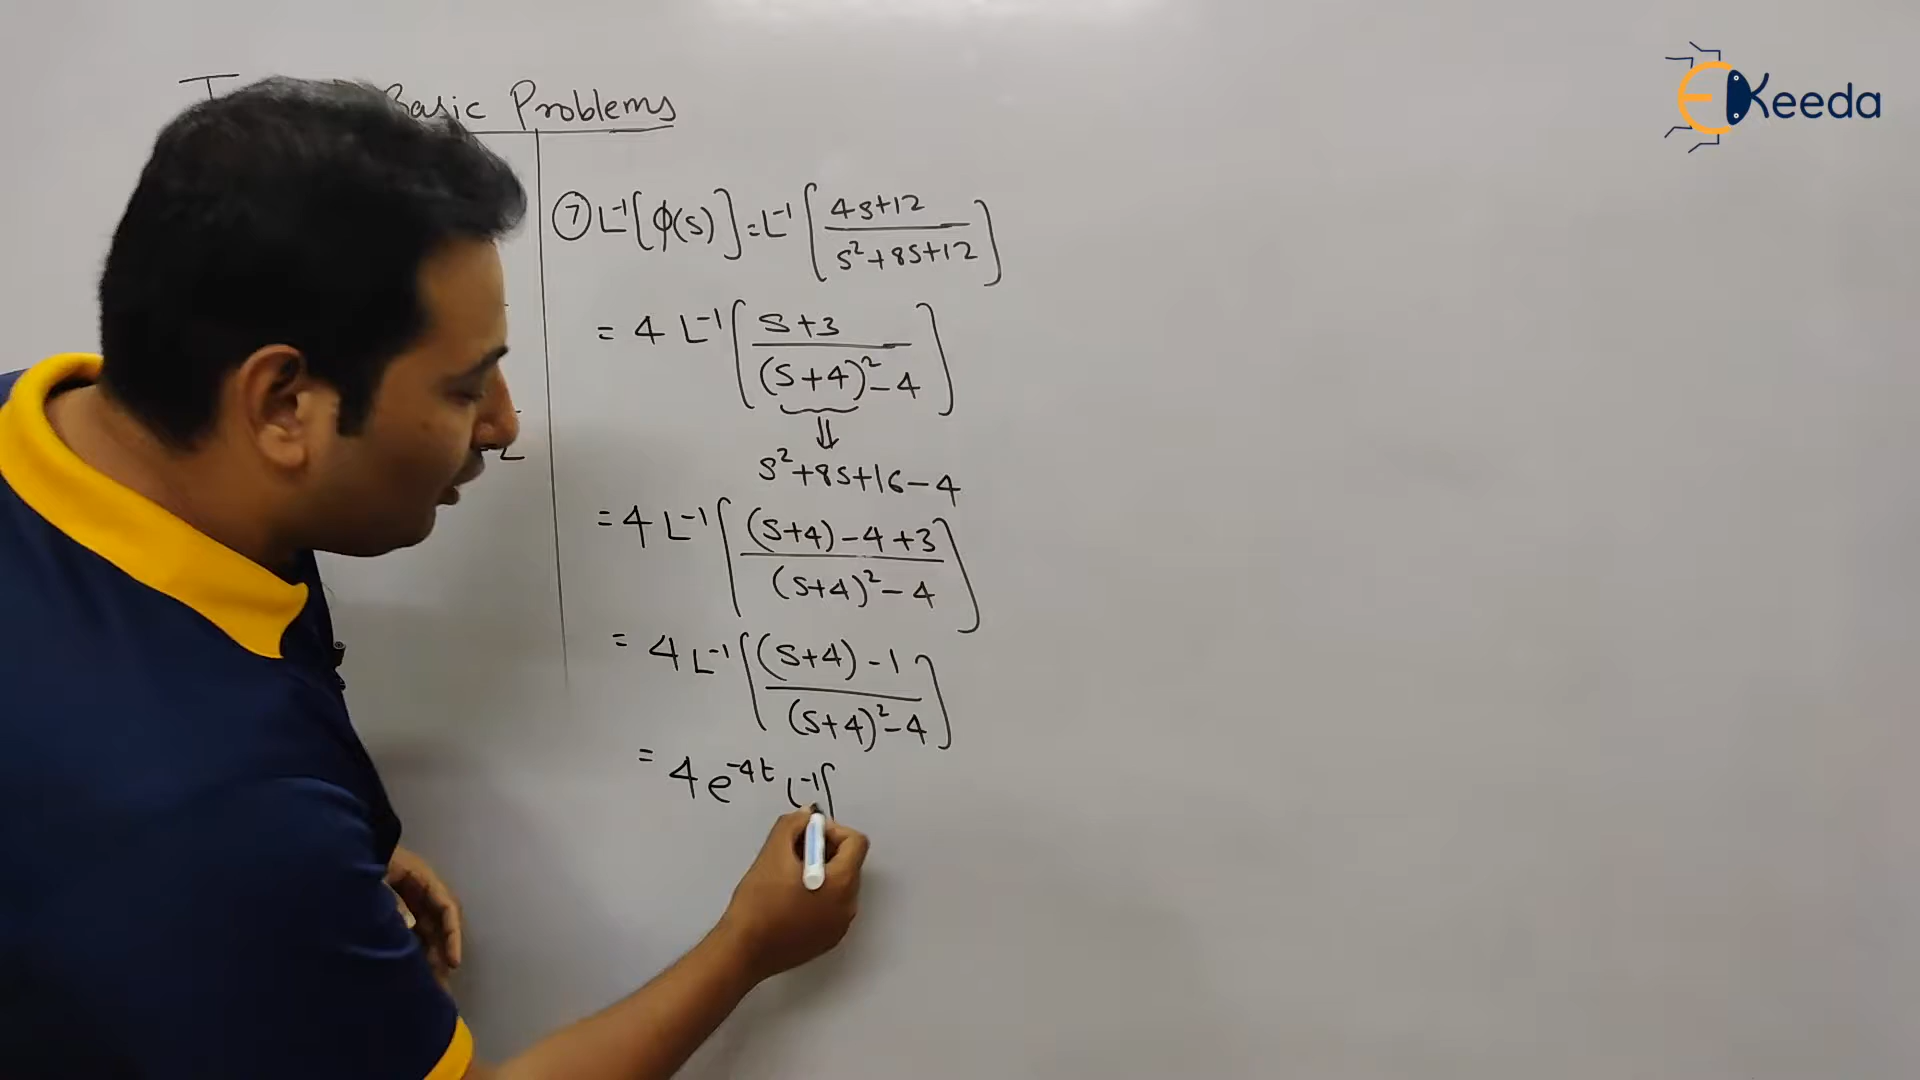 Basic Problems
EKeeda
⑦ L⁻¹[φ(s)] = L⁻¹[(4s+12)/(s²+8s+12)]
= 4 L⁻¹[(s+3)/((s+4)²-4)]
⇓
s²+8s+16-4
= 4 L⁻¹[((s+4)-4+3)/((s+4)²-4)]
= 4 L⁻¹[((s+4)-1)/((s+4)²-4)]
= 4e⁻⁴ᵗ L⁻¹[